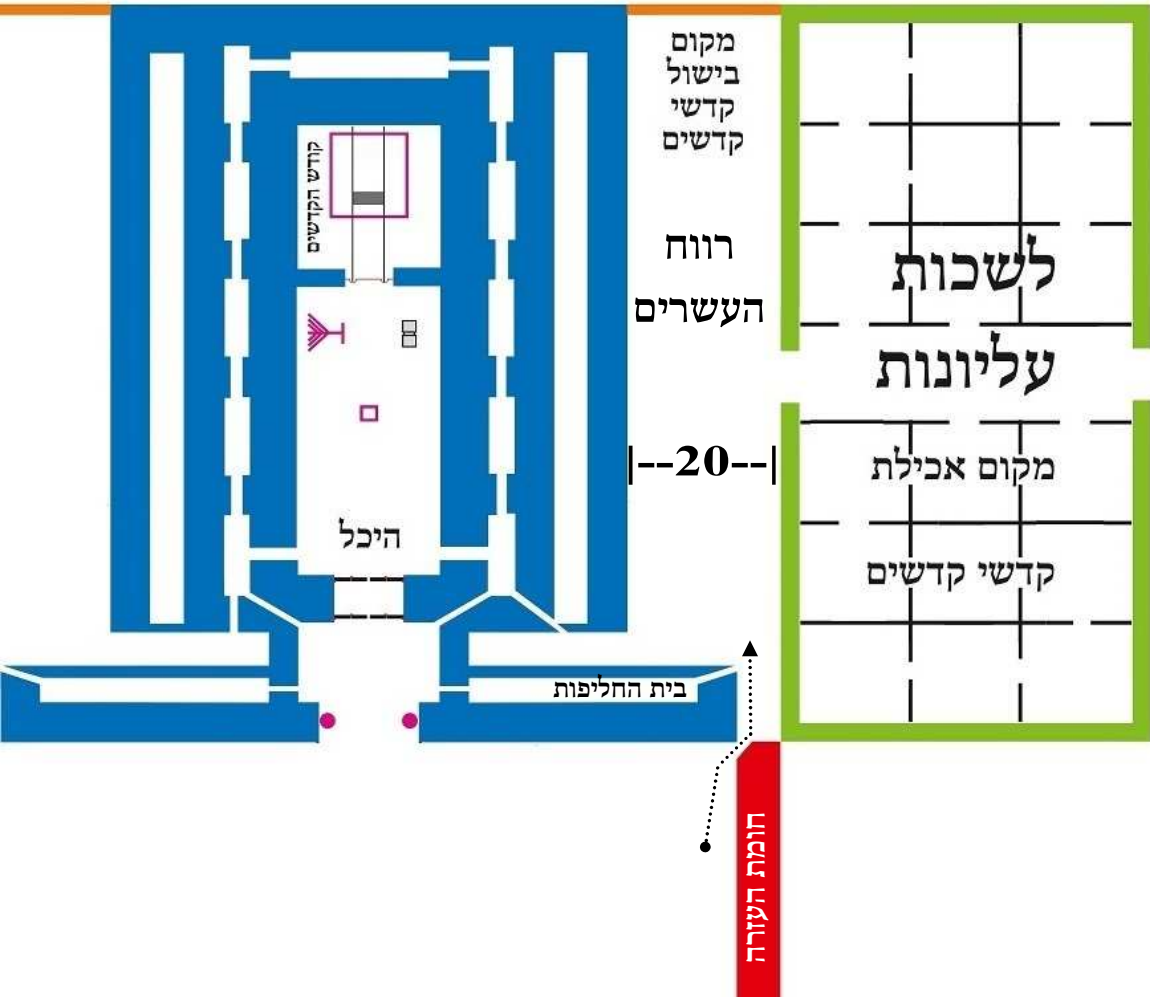 מקום
בישול
קדשי
קדשים
רווח
העשרים
|--20--|
לשכות
עליונות
מקום אכילת
קדשי קדשים
קודש הקדשים
היכל
בית החליפות
חומת העזרה